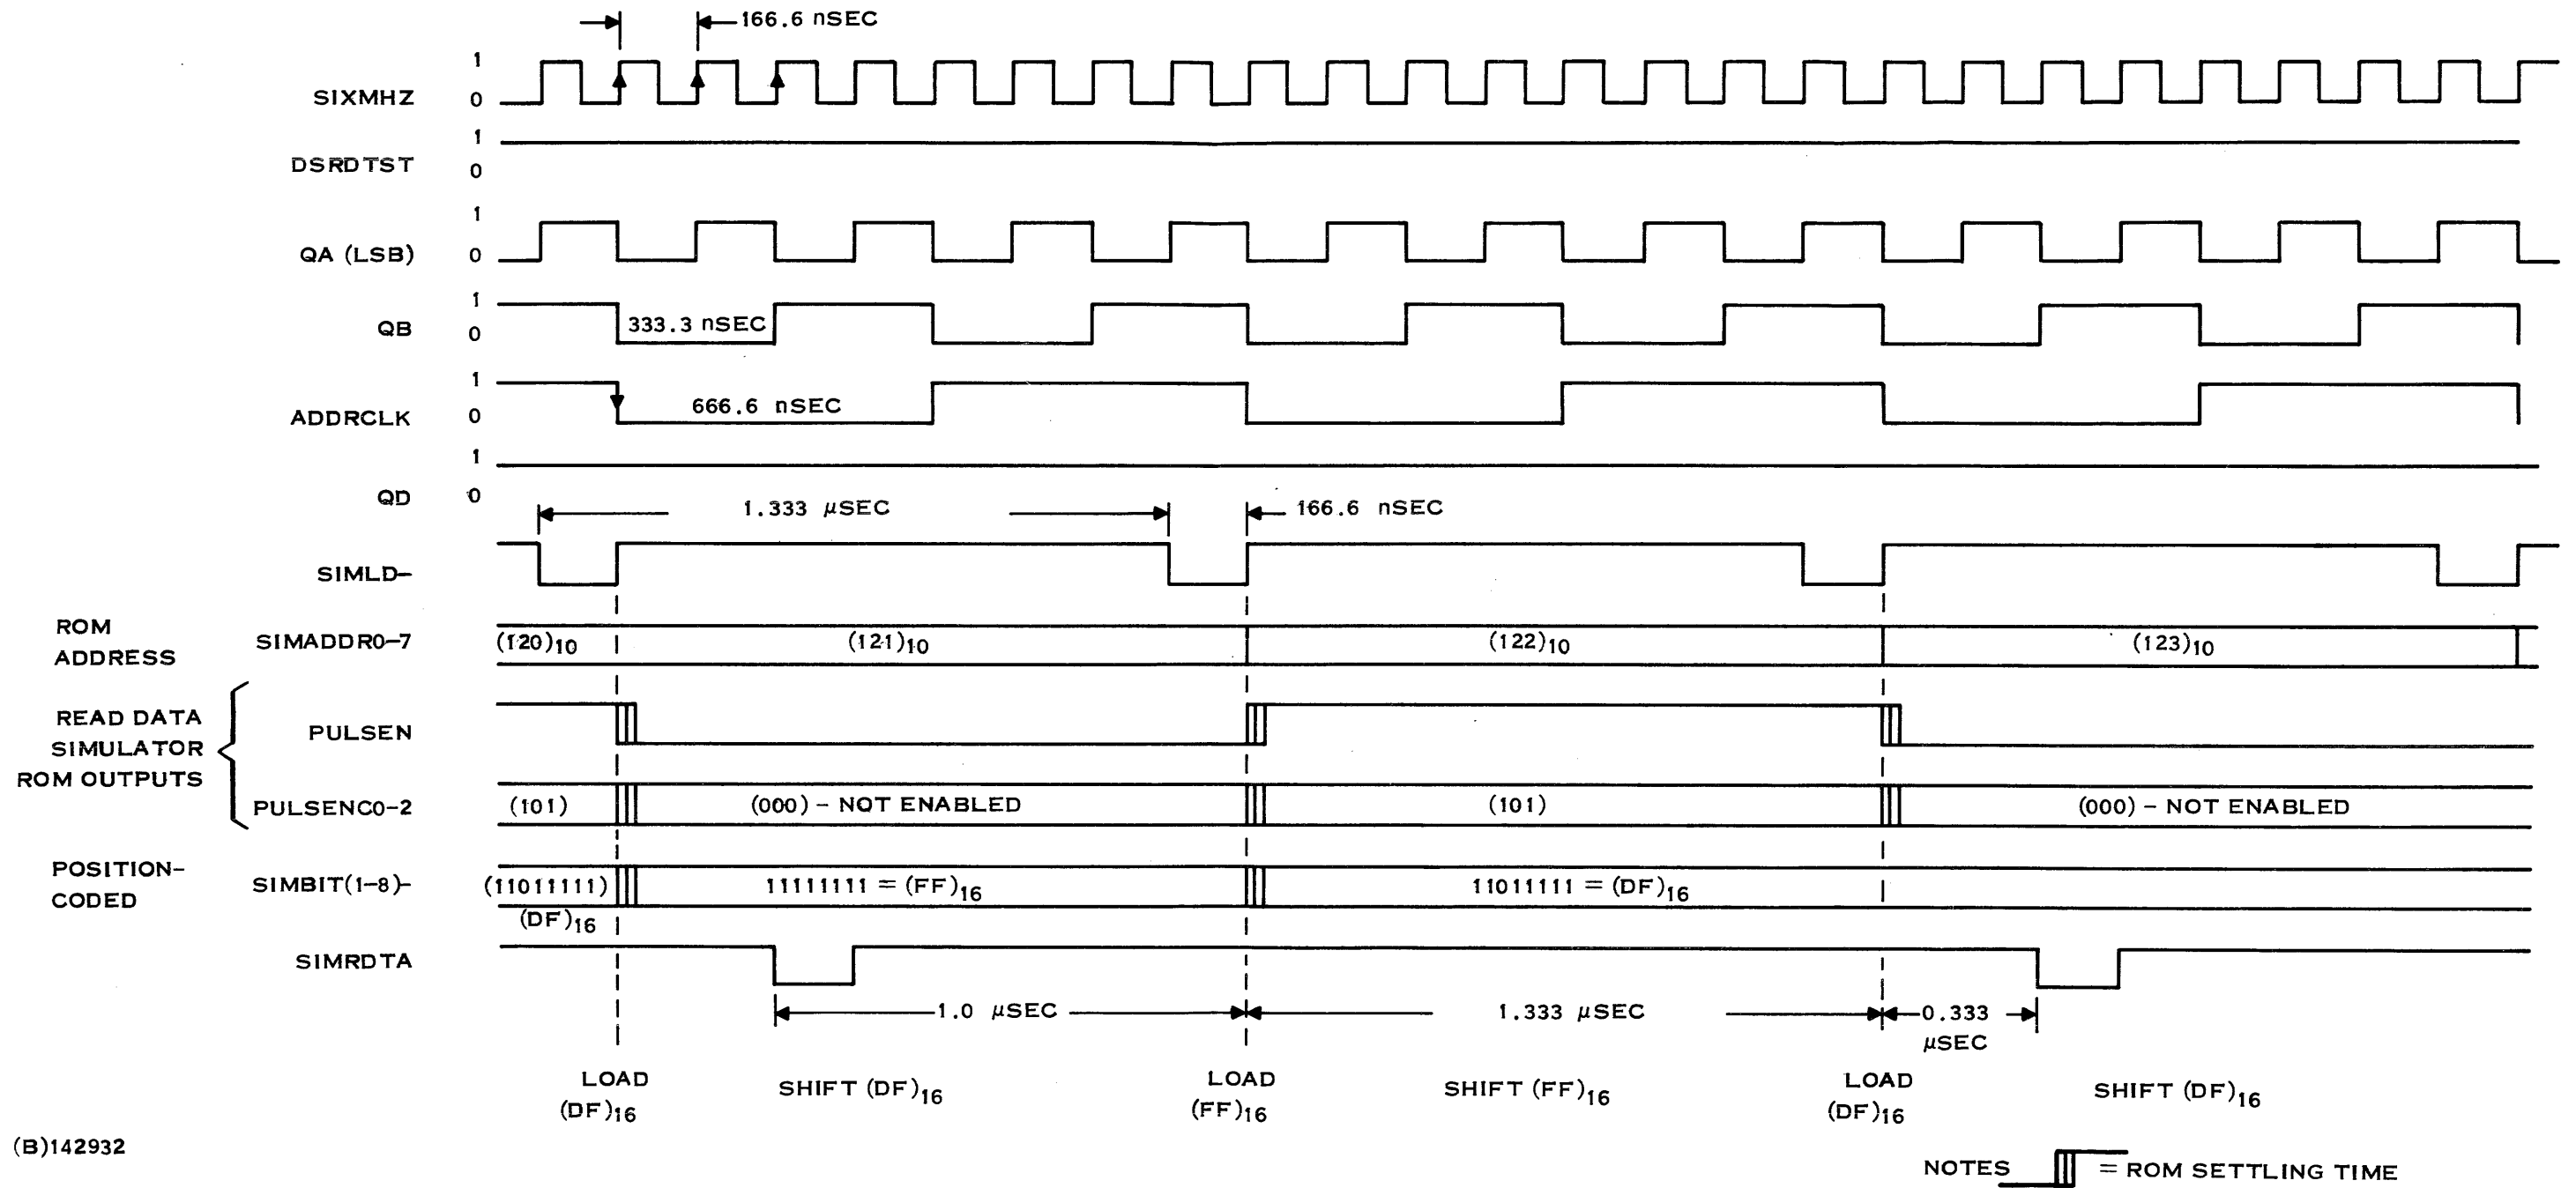 166.6 nSEC
SIXMHZ 1 0
DSRDTST 1 0
QA (LSB) 1 0
QB 1 0 333.3 nSEC
ADDRCLK 1 0 666.6 nSEC
QD 1 0
1.333 μSEC 166.6 nSEC
SIMLD-
ROM ADDRESS SIMADDR0-7 (120)10 (121)10 (122)10 (123)10
READ DATA SIMULATOR ROM OUTPUTS
PULSEN
PULSENC0-2 (101) (000) - NOT ENABLED (101) (000) - NOT ENABLED
POSITION-CODED SIMBIT(1-8)- (11011111) (DF)16 11111111 = (FF)16 11011111 = (DF)16
SIMRDTA
1.0 μSEC 1.333 μSEC 0.333 μSEC
LOAD (DF)16 SHIFT (DF)16 LOAD (FF)16 SHIFT (FF)16 LOAD (DF)16 SHIFT (DF)16
(B)142932
NOTES = ROM SETTLING TIME